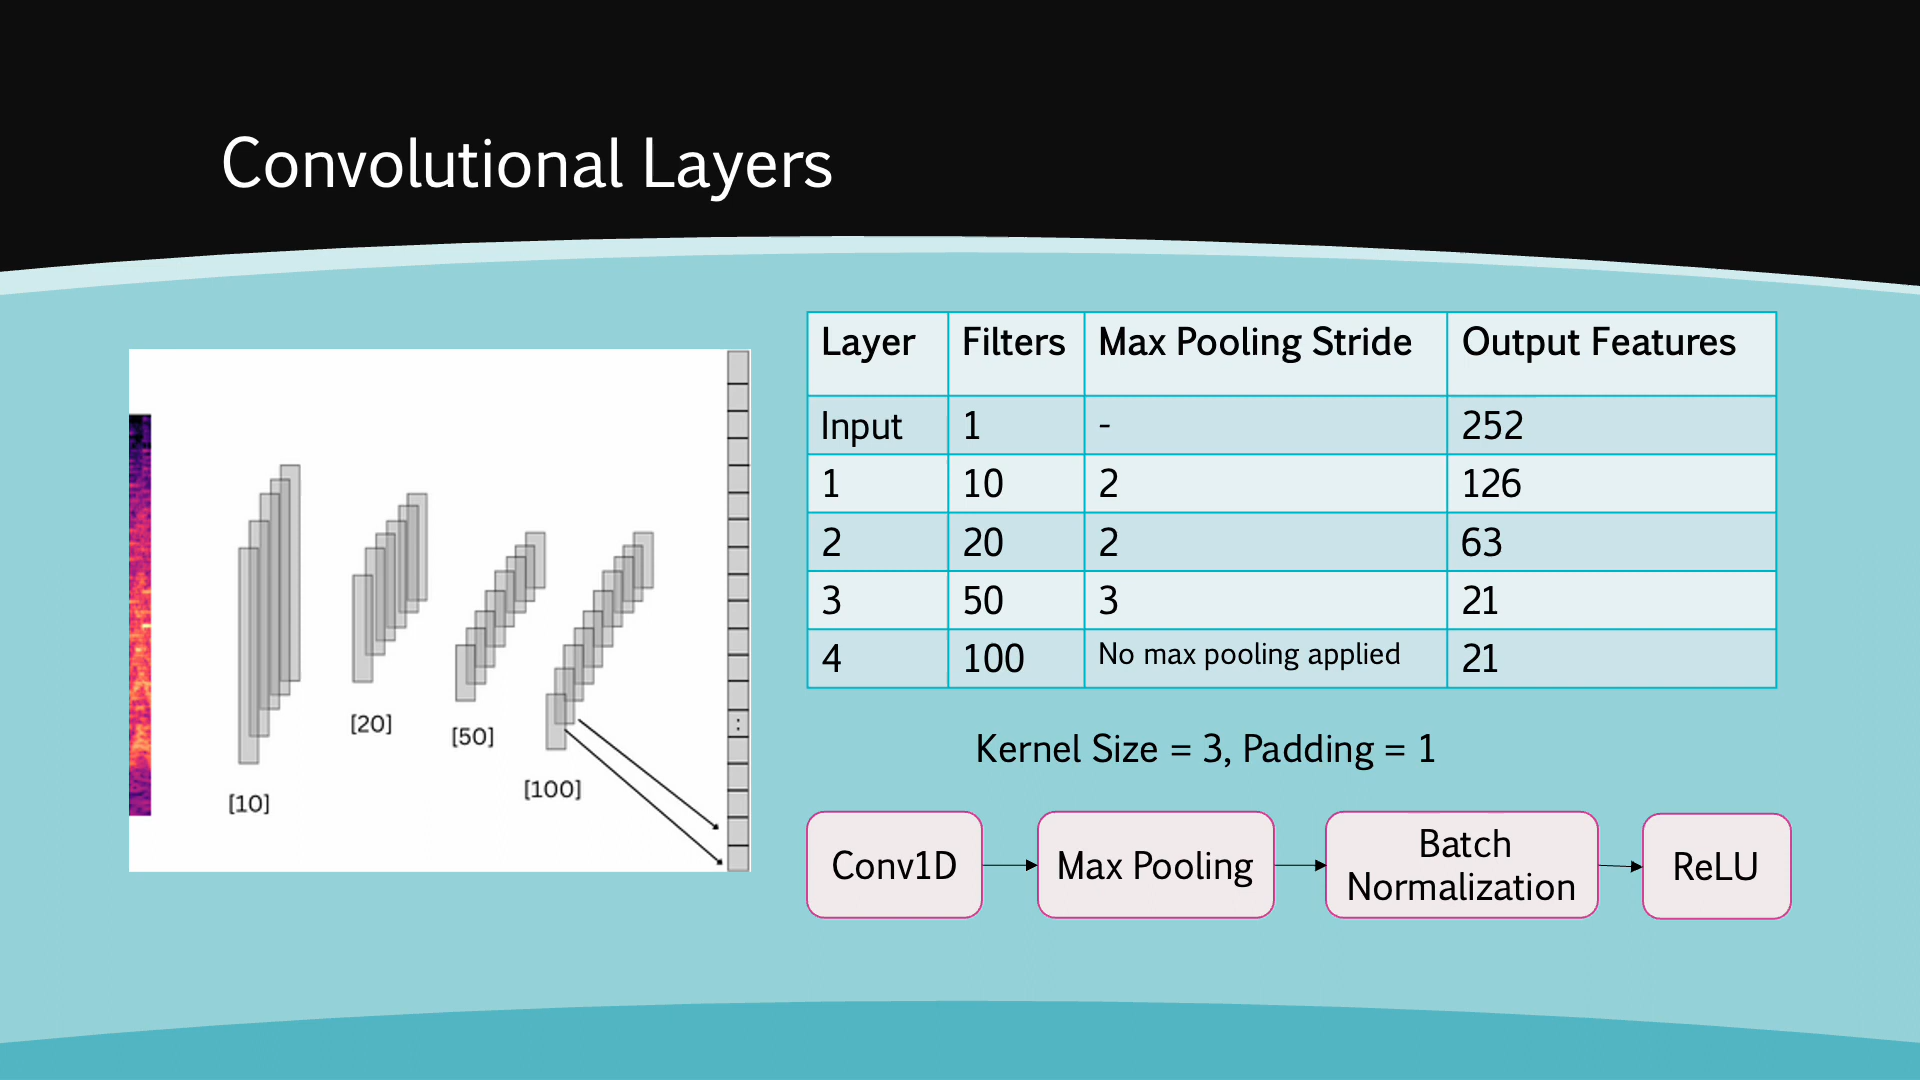 Convolutional Layers
[10]
[20]
[50]
[100]
:
Layer Filters Max Pooling Stride Output Features
Input 1 - 252
1 10 2 126
2 20 2 63
3 50 3 21
4 100 No max pooling applied 21
Kernel Size = 3, Padding = 1
Conv1D
Max Pooling
Batch
Normalization
ReLU